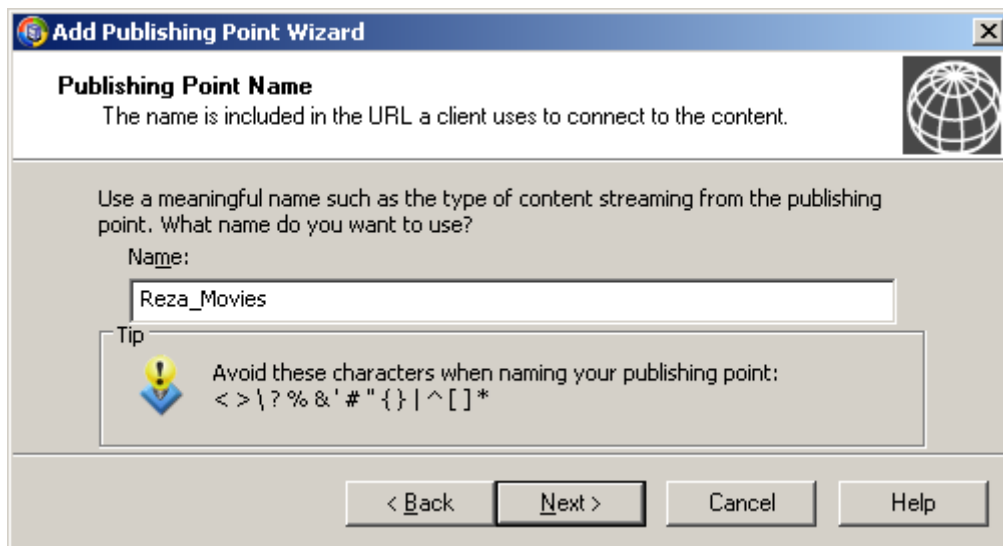 Add Publishing Point Wizard
Publishing Point Name
The name is included in the URL a client uses to connect to the content.
Use a meaningful name such as the type of content streaming from the publishing
point. What name do you want to use?
Name:
Reza_Movies
Tip
Avoid these characters when naming your publishing point:
< > \ ? % & ' # " { } | ^ [ ] *
< Back
Next >
Cancel
Help